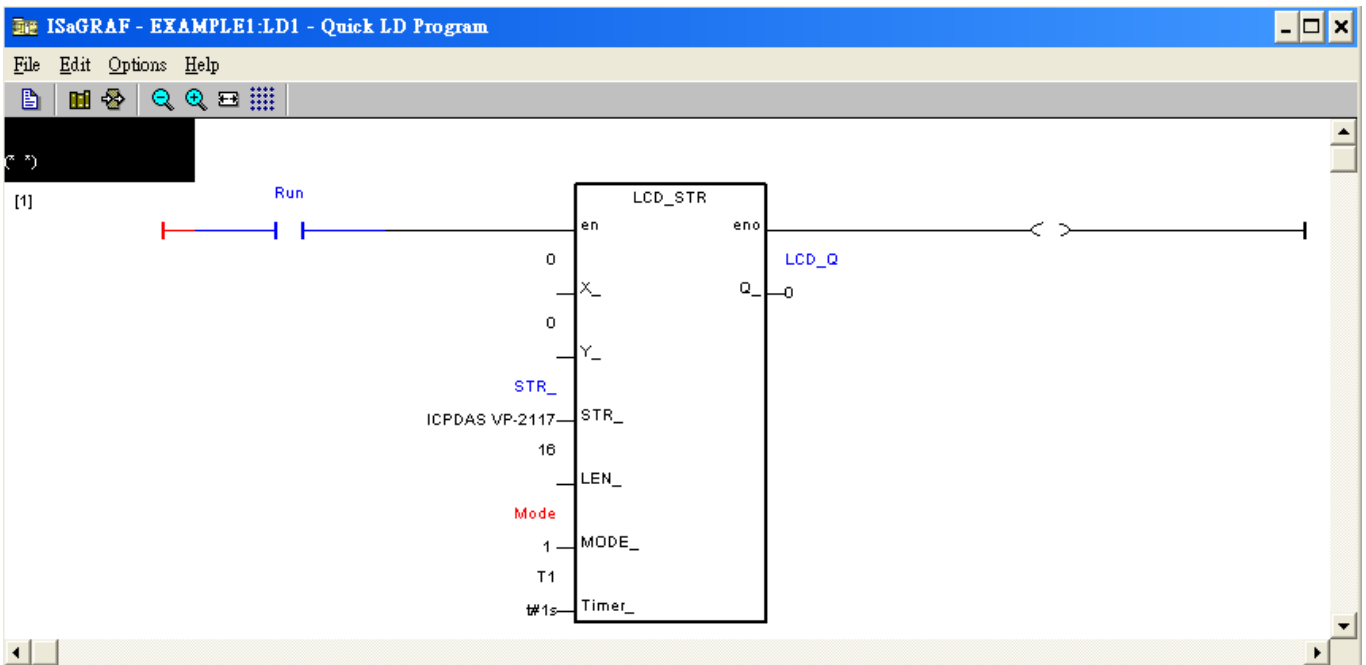 ISaGRAF - EXAMPLE1:LD1 - Quick LD Program
File Edit Options Help
(* *)
[1]
Run
LCD_STR
en eno
0 LCD_Q
X_ Q_ 0
0
Y_
STR_
ICPDAS VP-2117 STR_
16
LEN_
Mode
1 MODE_
T1
t#1s Timer_